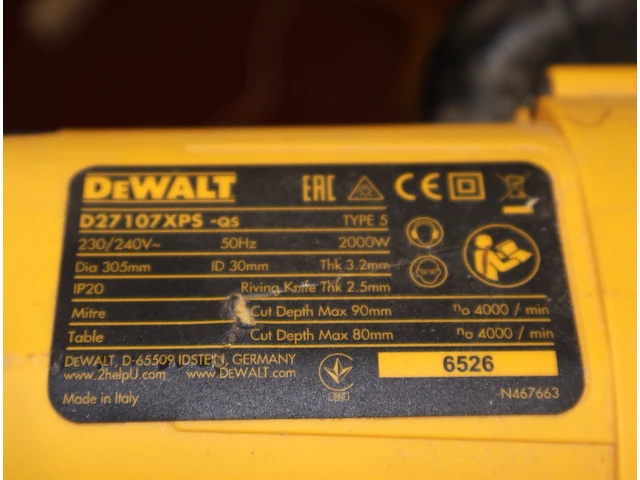 DEWALT EAC CE
D27107XPS -QS TYPE 5
230/240V~ 50Hz 2000W
Dia 305mm ID 30mm Thk 3.2mm
IP20 Riving Knife Thk 2.5mm
Mitre Cut Depth Max 90mm no 4000 / min
Table Cut Depth Max 80mm no 4000 / min
DEWALT, D-65509 IDSTEIN, GERMANY
www.2helpU.com www.DEWALT.com
6526
Made in Italy N467663